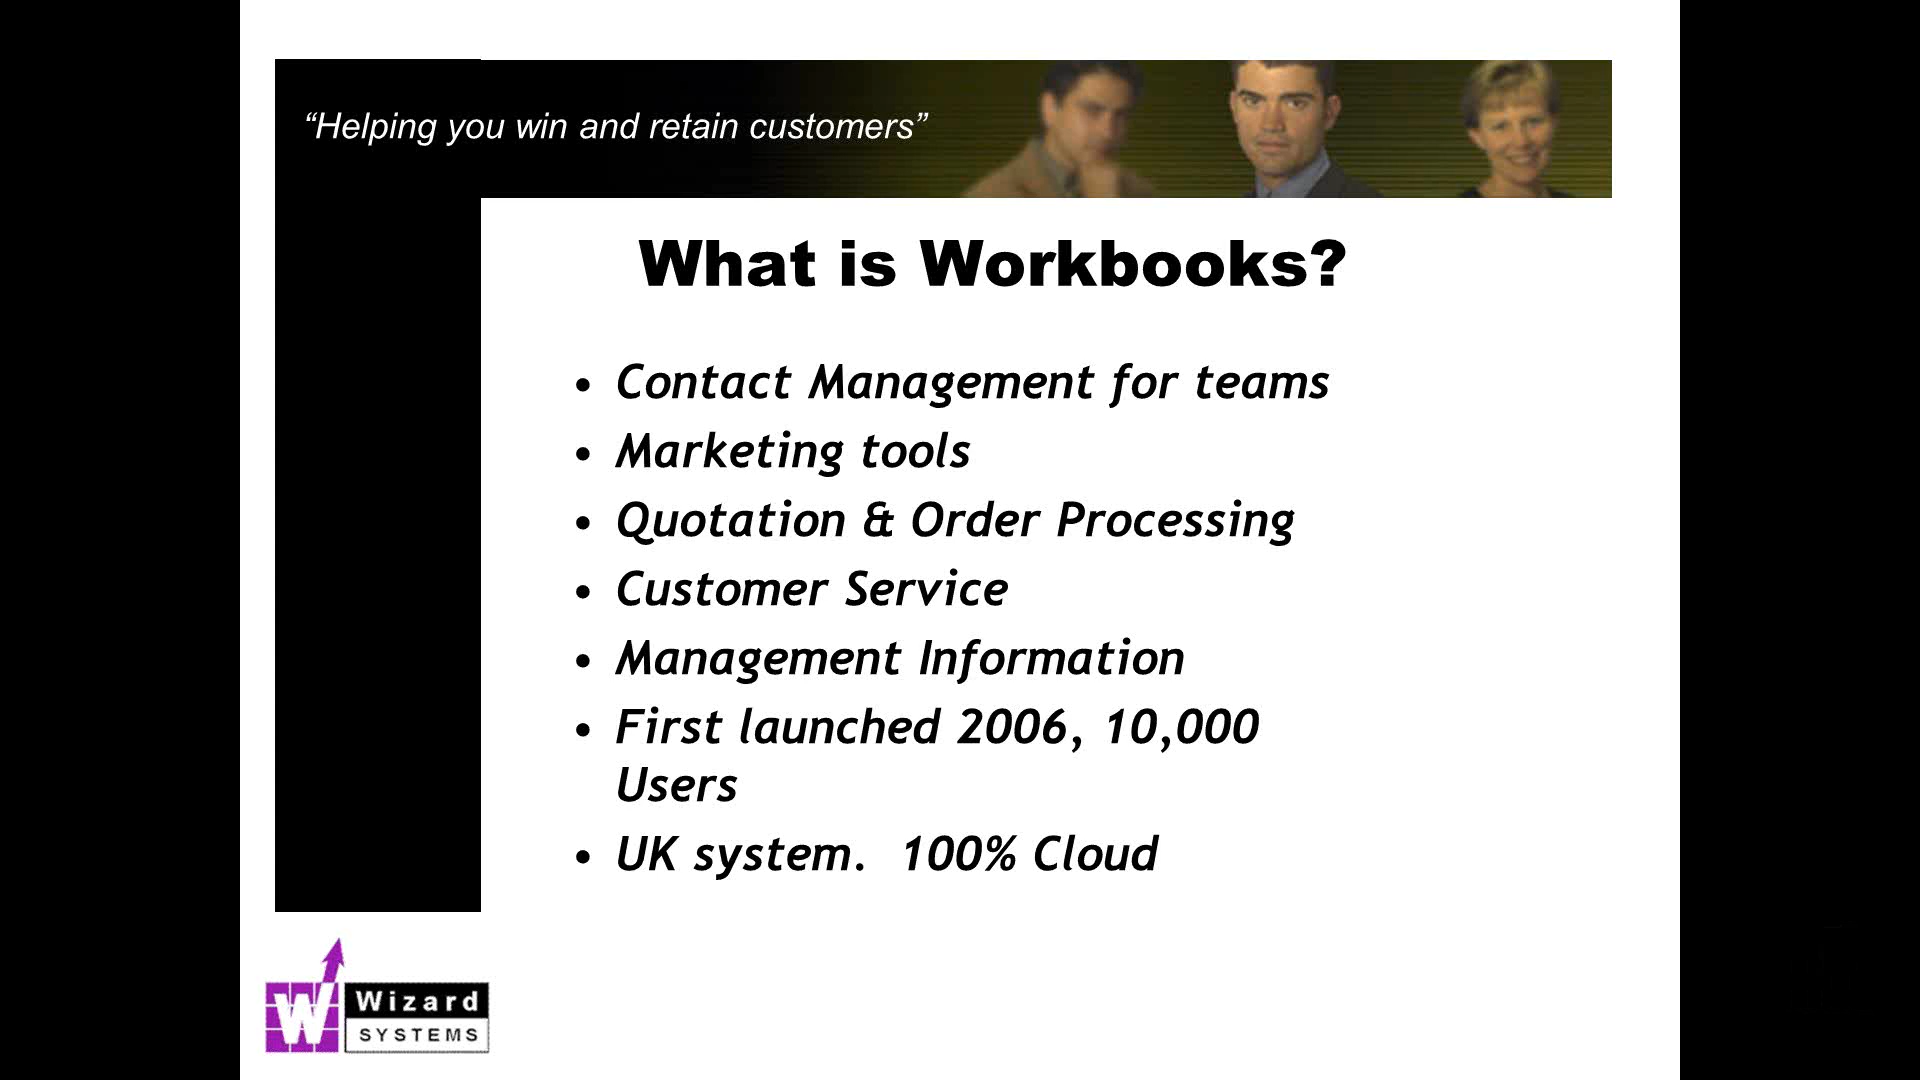 “Helping you win and retain customers”
What is Workbooks?
• Contact Management for teams
• Marketing tools
• Quotation & Order Processing
• Customer Service
• Management Information
• First launched 2006, 10,000
Users
• UK system.  100% Cloud
W
Wizard
SYSTEMS